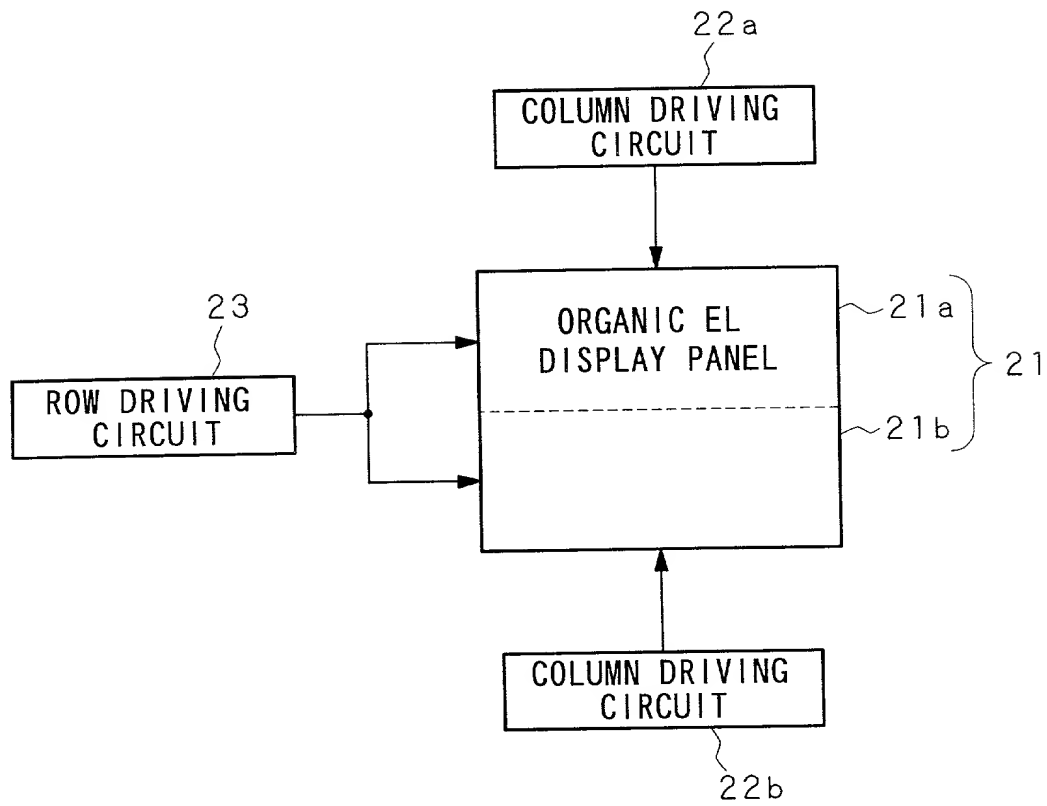 22a
COLUMN DRIVING
CIRCUIT
23
ORGANIC EL
DISPLAY PANEL
21a
21
ROW DRIVING
CIRCUIT
21b
COLUMN DRIVING
CIRCUIT
22b